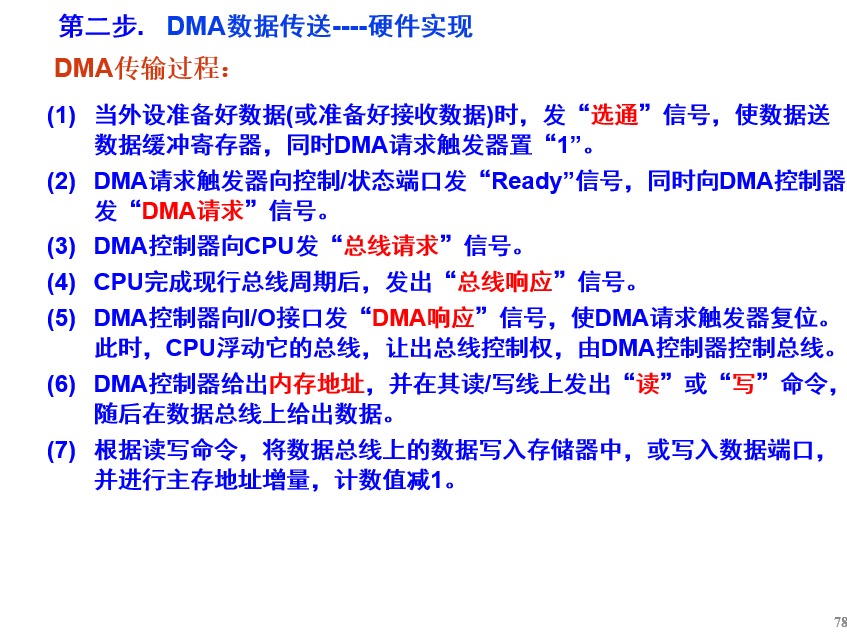 第二步. DMA数据传送----硬件实现
DMA传输过程：
(1) 当外设准备好数据(或准备好接收数据)时，发“选通”信号，使数据送
数据缓冲寄存器，同时DMA请求触发器置“1”。
(2) DMA请求触发器向控制/状态端口发“Ready”信号，同时向DMA控制器
发“DMA请求”信号。
(3) DMA控制器向CPU发“总线请求”信号。
(4) CPU完成现行总线周期后，发出“总线响应”信号。
(5) DMA控制器向I/O接口发“DMA响应”信号，使DMA请求触发器复位。
此时，CPU浮动它的总线，让出总线控制权，由DMA控制器控制总线。
(6) DMA控制器给出内存地址，并在其读/写线上发出“读”或“写”命令，
随后在数据总线上给出数据。
(7) 根据读写命令，将数据总线上的数据写入存储器中，或写入数据端口，
并进行主存地址增量，计数值减1。
78